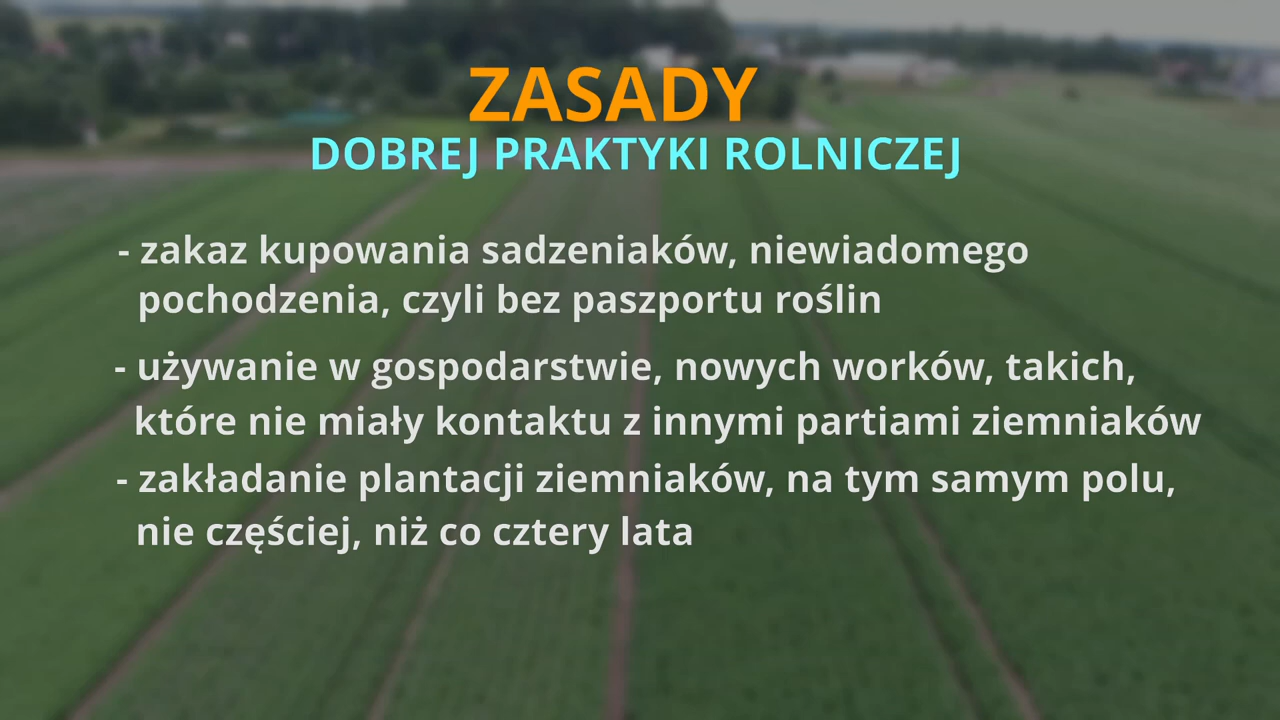 ZASADY
DOBREJ PRAKTYKI ROLNICZEJ
- zakaz kupowania sadzeniaków, niewiadomego
pochodzenia, czyli bez paszportu roślin
- używanie w gospodarstwie, nowych worków, takich,
które nie miały kontaktu z innymi partiami ziemniaków
- zakładanie plantacji ziemniaków, na tym samym polu,
nie częściej, niż co cztery lata